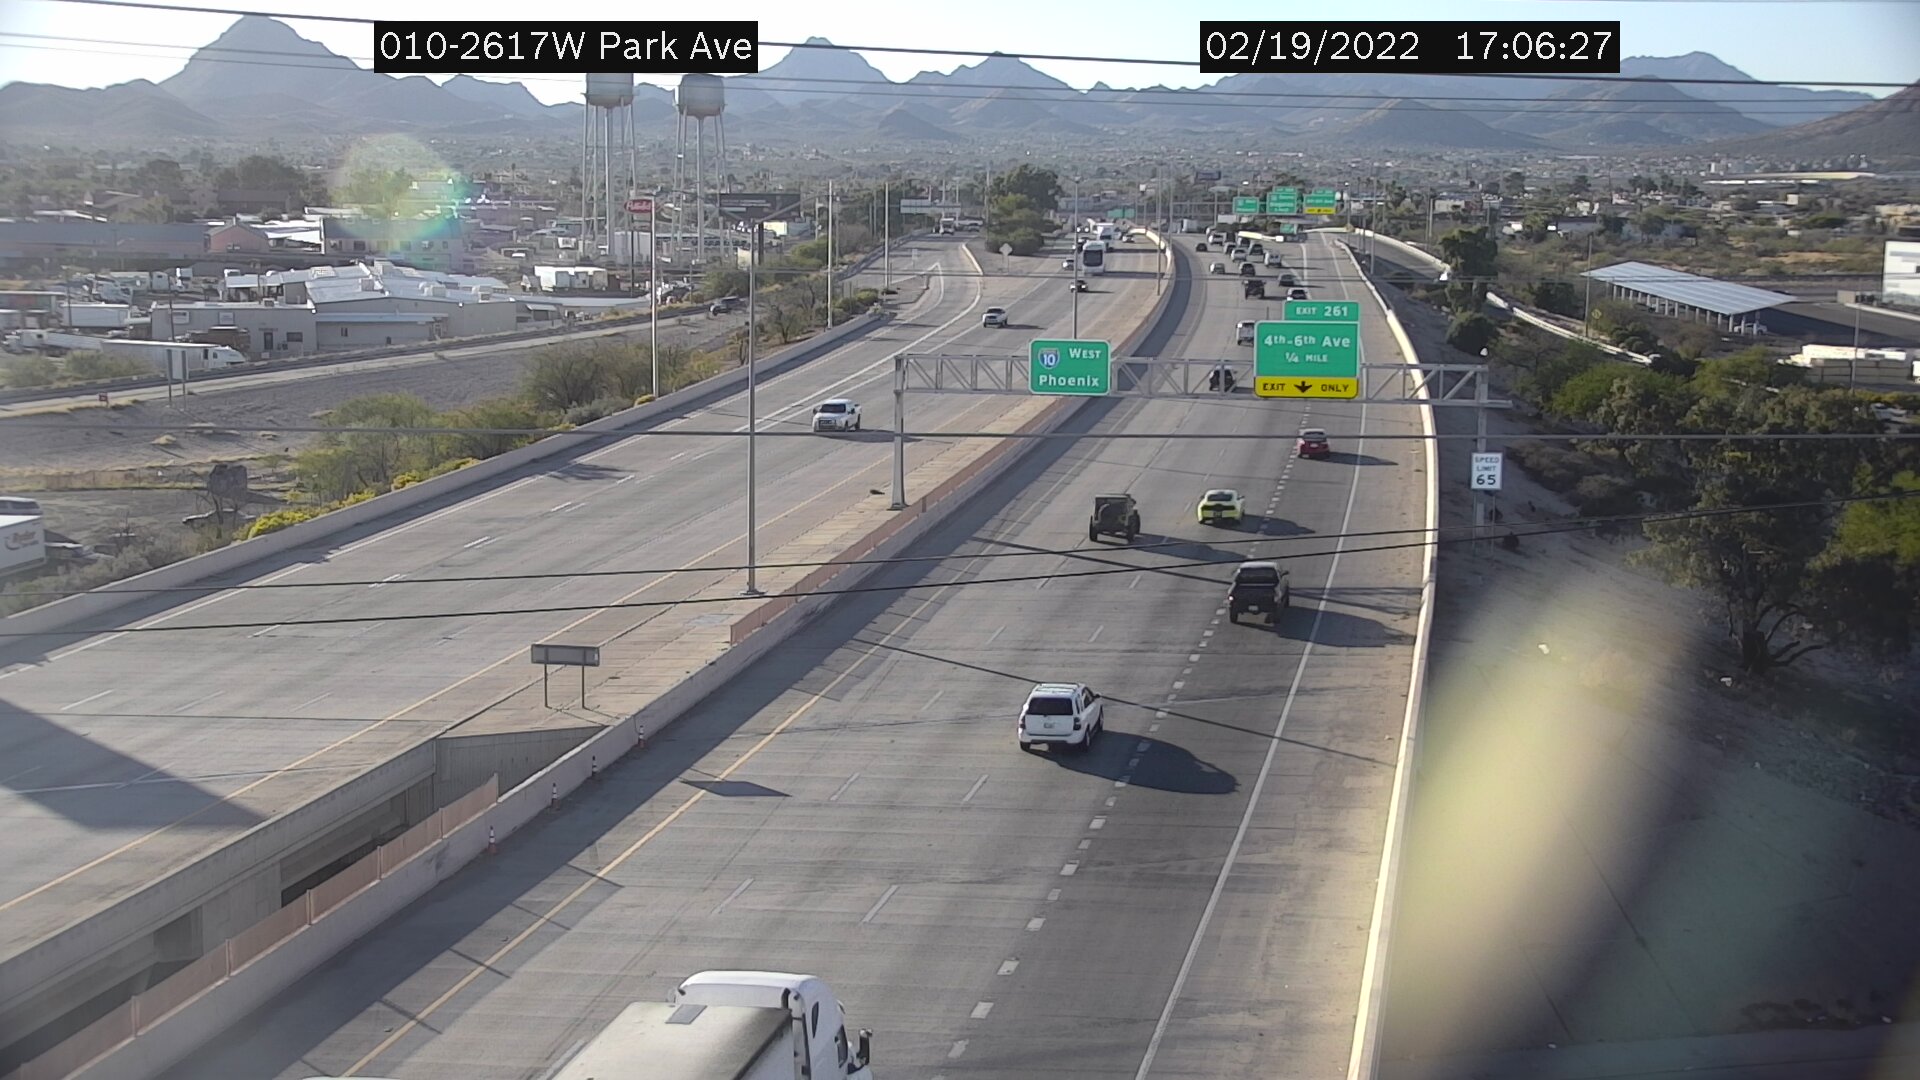 010-2617W Park Ave
02/19/2022 17:06:27
EXIT 261
4th-6th Ave
1/4 MILE
EXIT ONLY
10 WEST
Phoenix
SPEED
LIMIT
65
Ryder